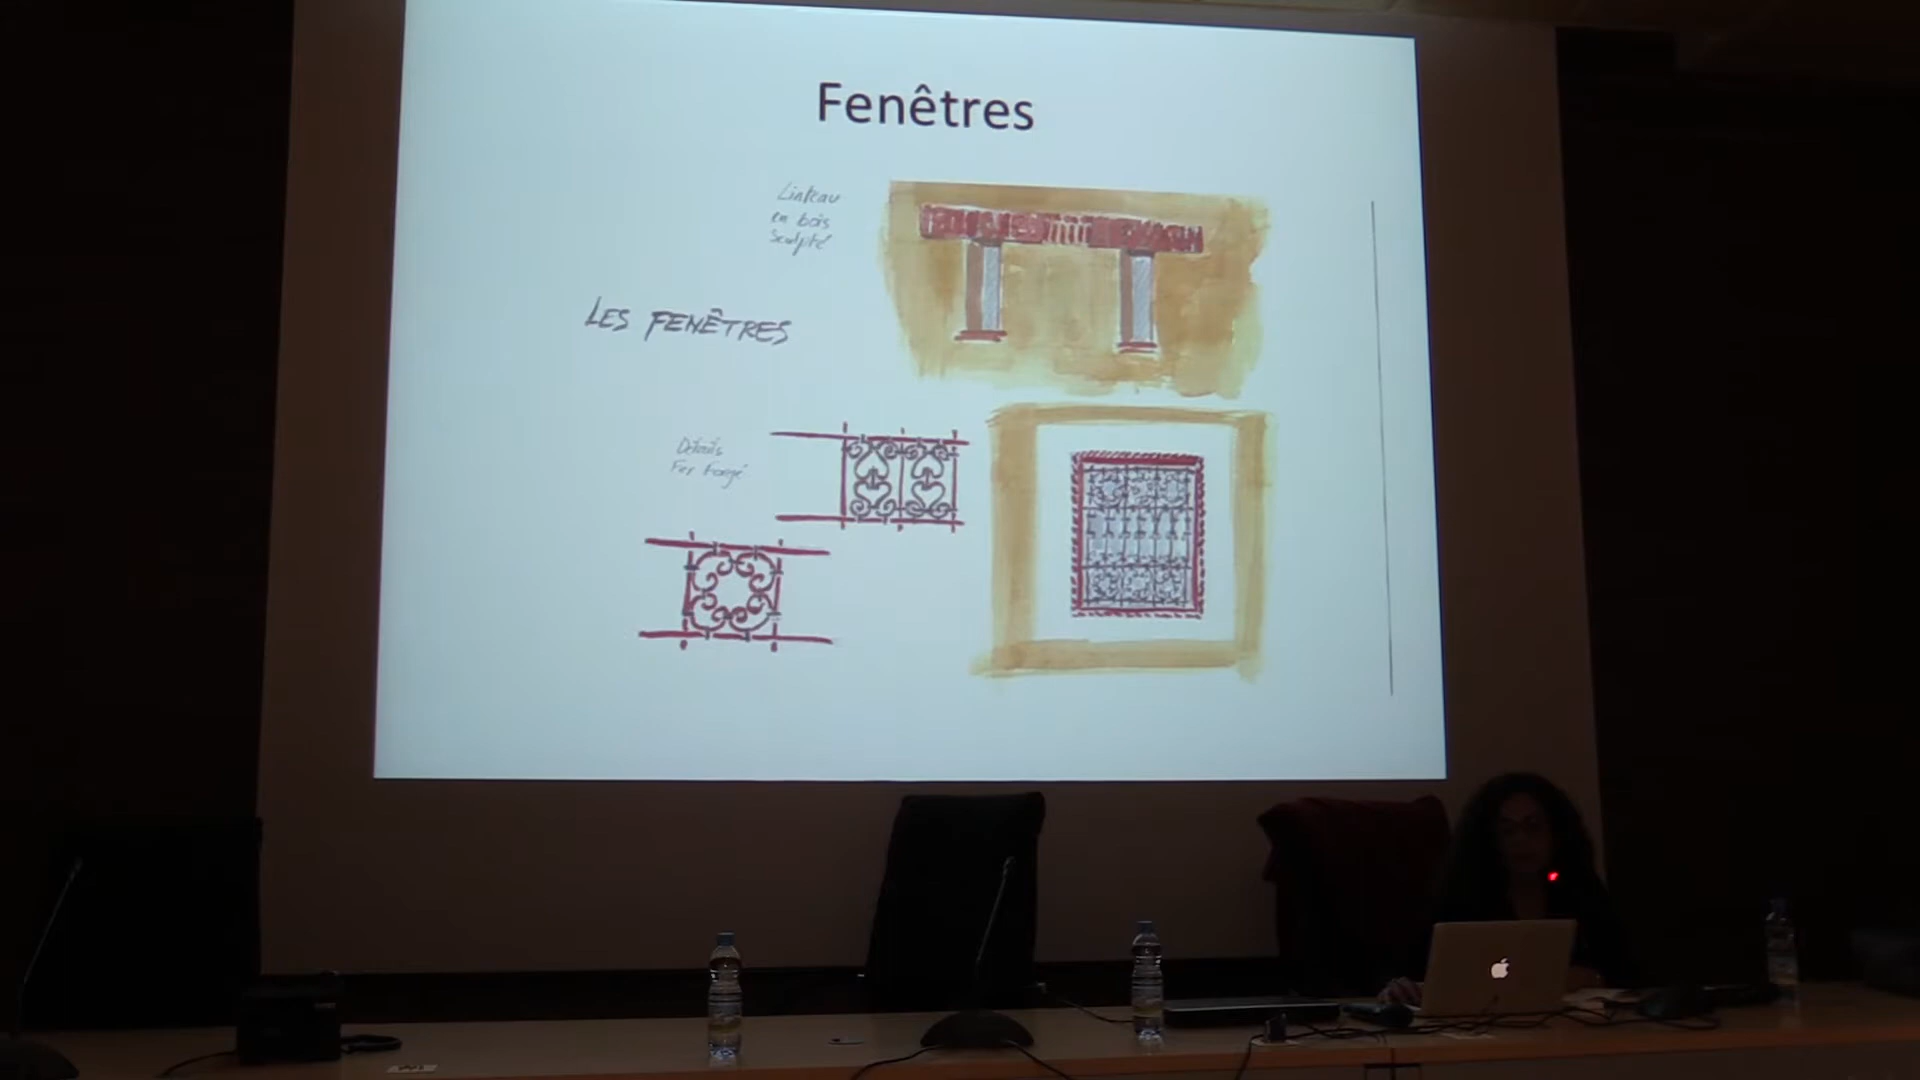 Fenêtres
Linteau
en bois
sculpté
LES FENÊTRES
Détails
Fer Forgé